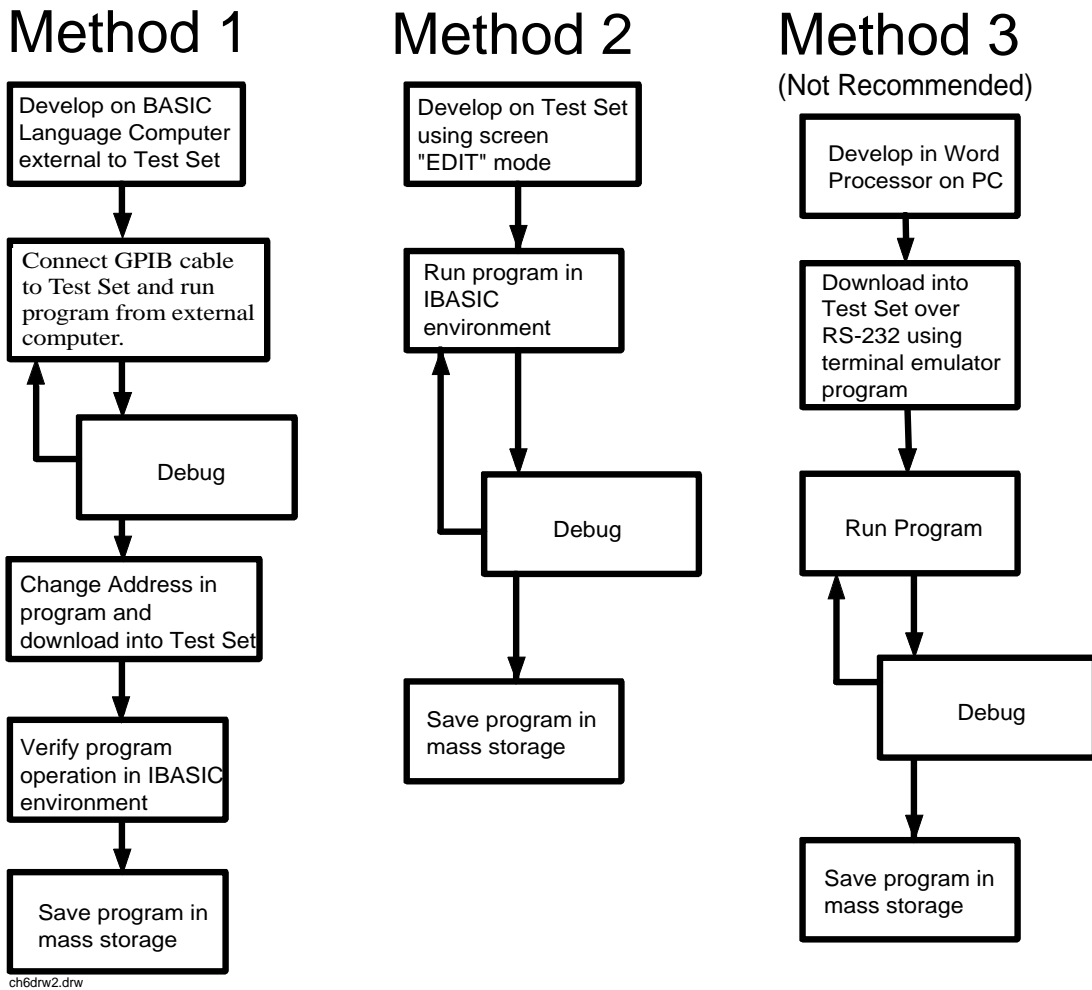 Method 1
Develop on BASIC
Language Computer
external to Test Set
Connect GPIB cable
to Test Set and run
program from external
computer.
Debug
Change Address in
program and
download into Test Set
Verify program
operation in IBASIC
environment
Save program in
mass storage
ch6drw2.drw
Method 2
Develop on Test Set
using screen
"EDIT" mode
Run program in
IBASIC
environment
Debug
Save program in
mass storage
Method 3
(Not Recommended)
Develop in Word
Processor on PC
Download into
Test Set over
RS-232 using
terminal emulator
program
Run Program
Debug
Save program in
mass storage